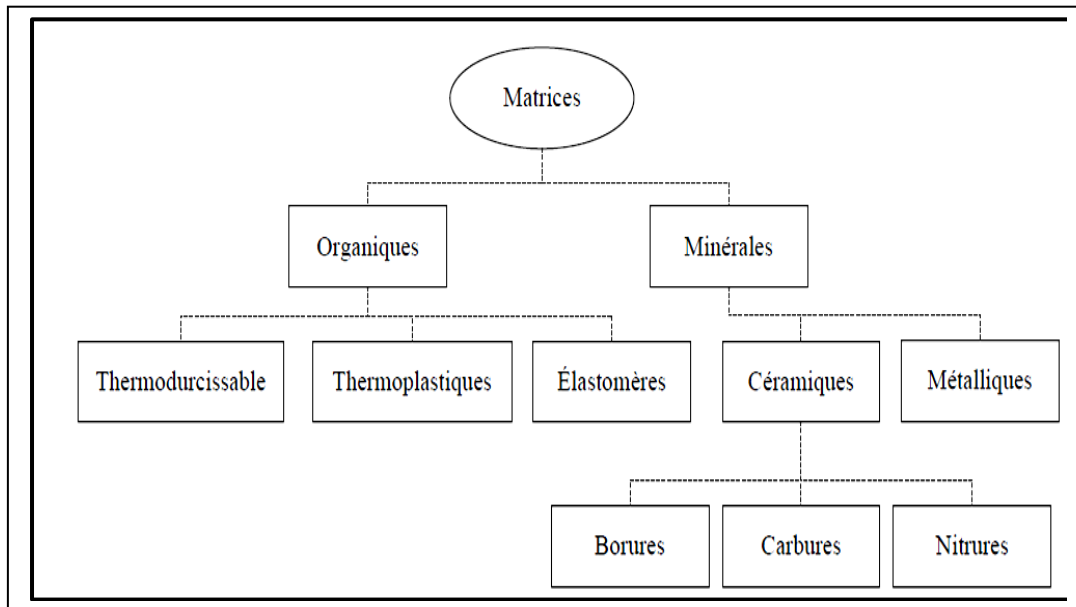 Matrices
Organiques
Minérales
Thermodurcissable
Thermoplastiques
Élastomères
Céramiques
Métalliques
Borures
Carbures
Nitrures